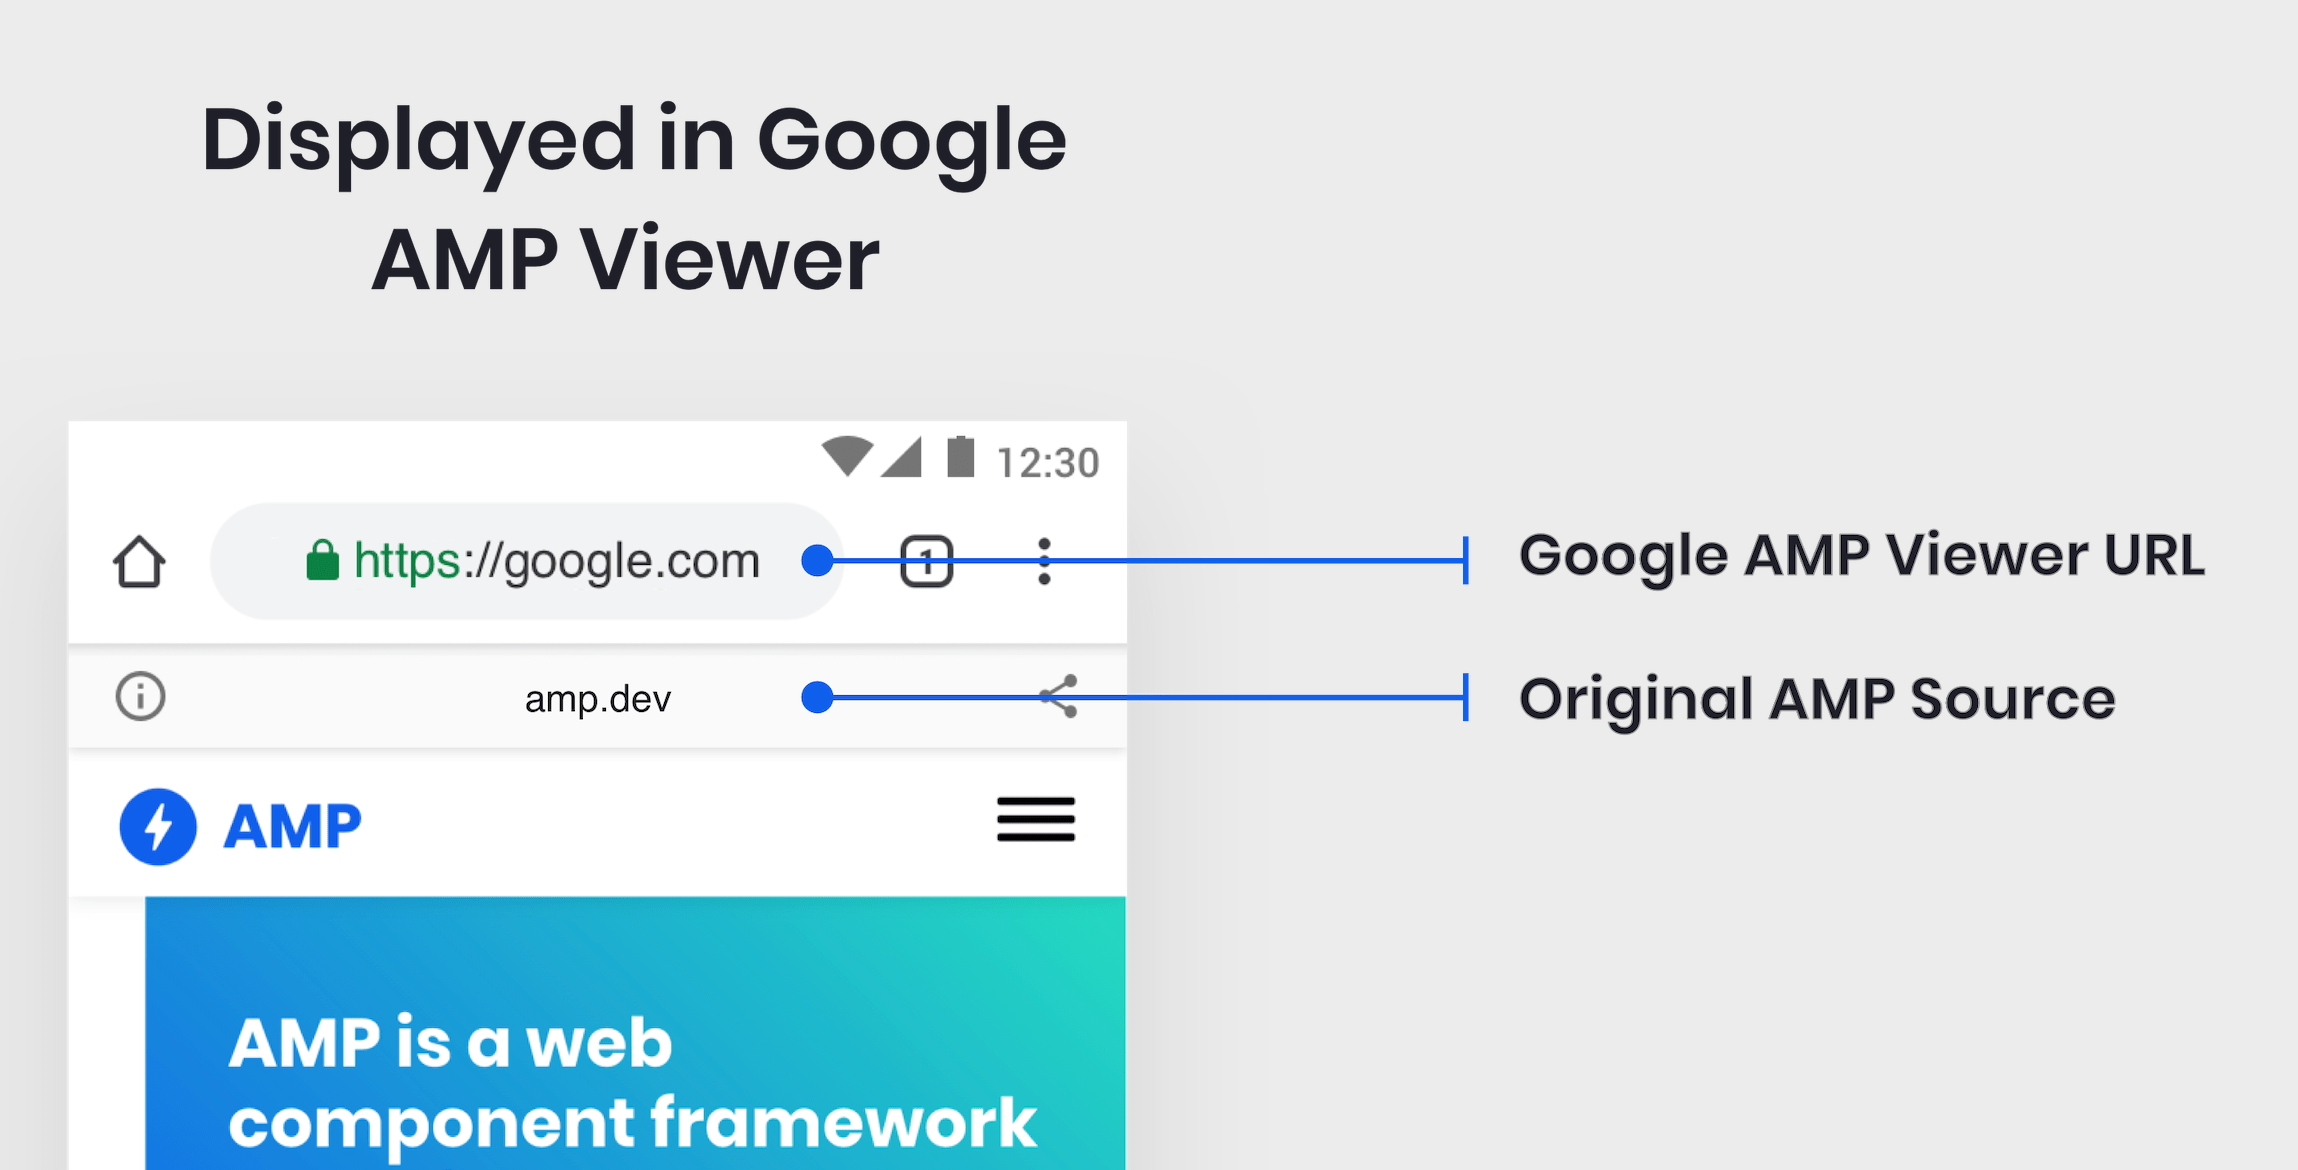 Displayed in Google
AMP Viewer
12:30
https://google.com
1
Google AMP Viewer URL
amp.dev
Original AMP Source
AMP
AMP is a web
component framework